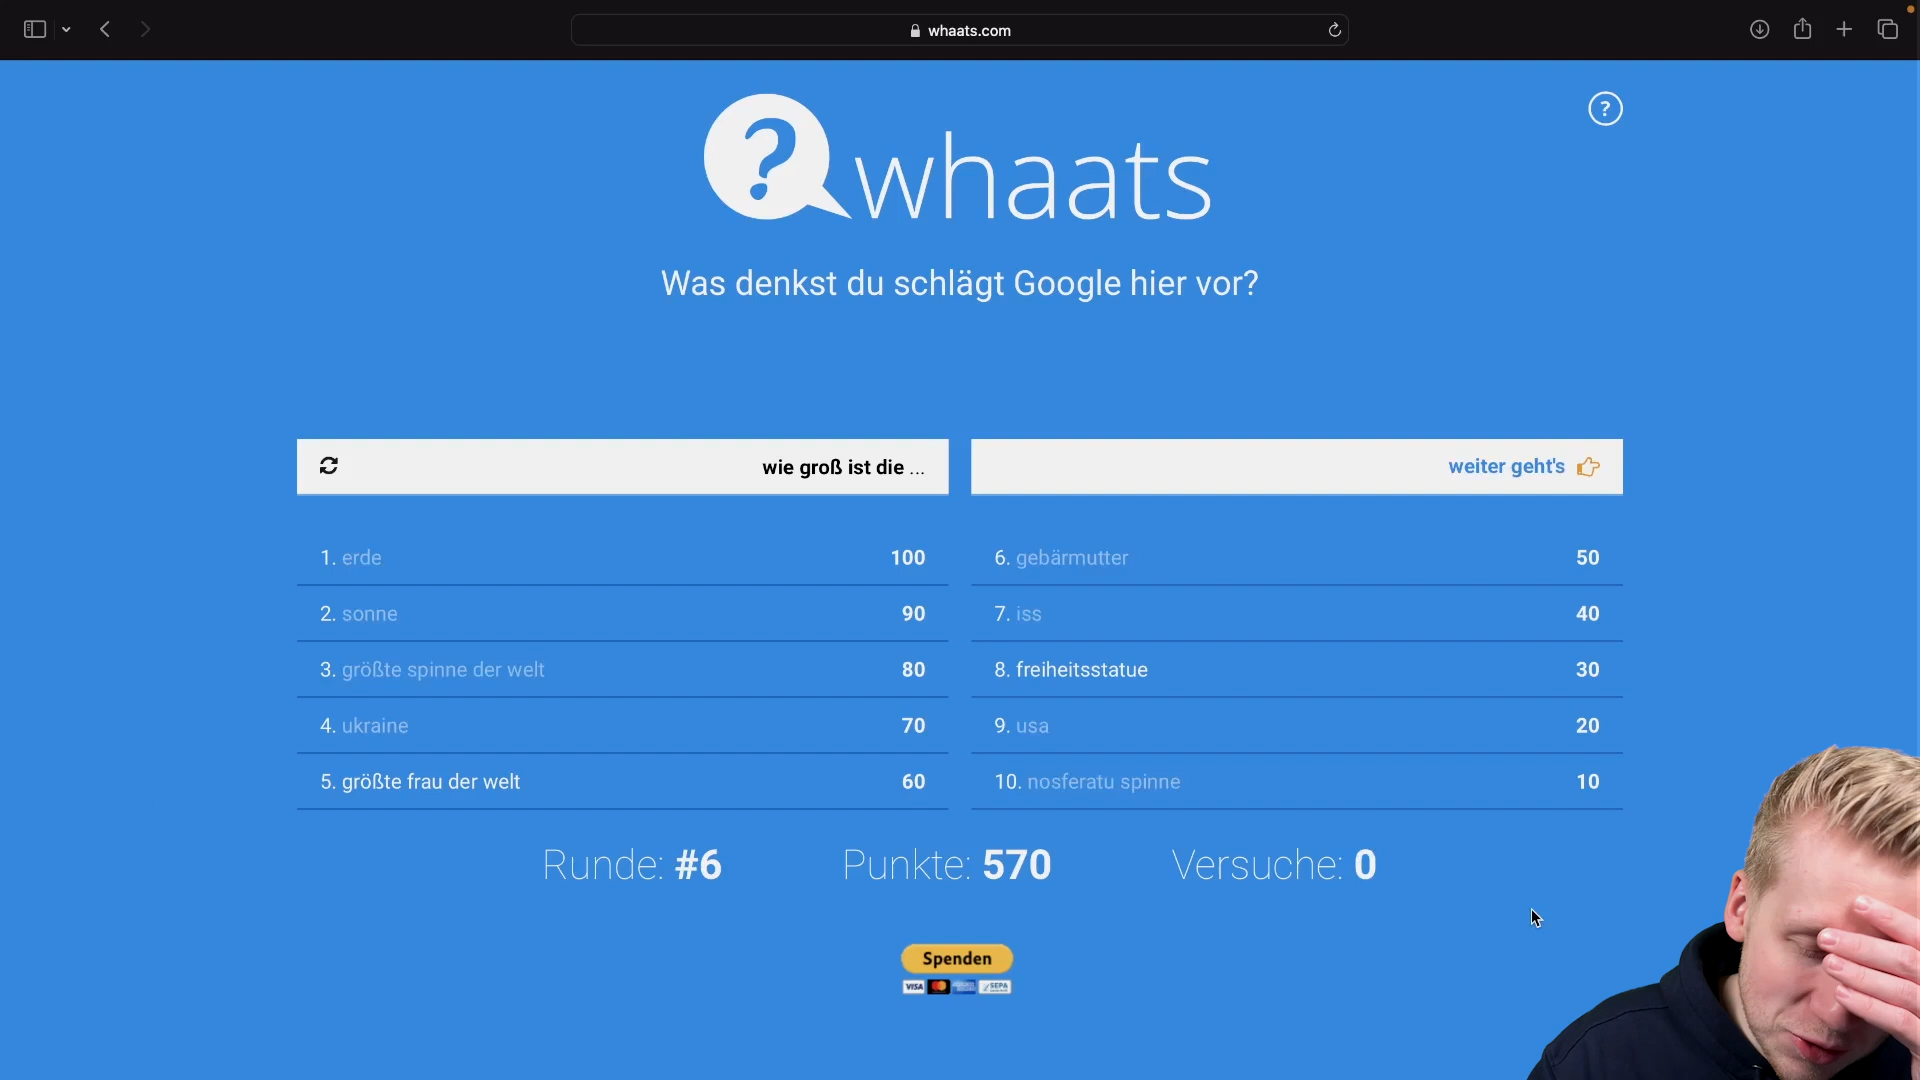 whaats.com
?
? whaats
Was denkst du schlägt Google hier vor?
wie groß ist die ...
weiter geht's
1. erde 100
2. sonne 90
3. größte spinne der welt 80
4. ukraine 70
5. größte frau der welt 60
6. gebärmutter 50
7. iss 40
8. freiheitsstatue 30
9. usa 20
10. nosferatu spinne 10
Runde: #6 Punkte: 570 Versuche: 0
Spenden
VISA SEPA